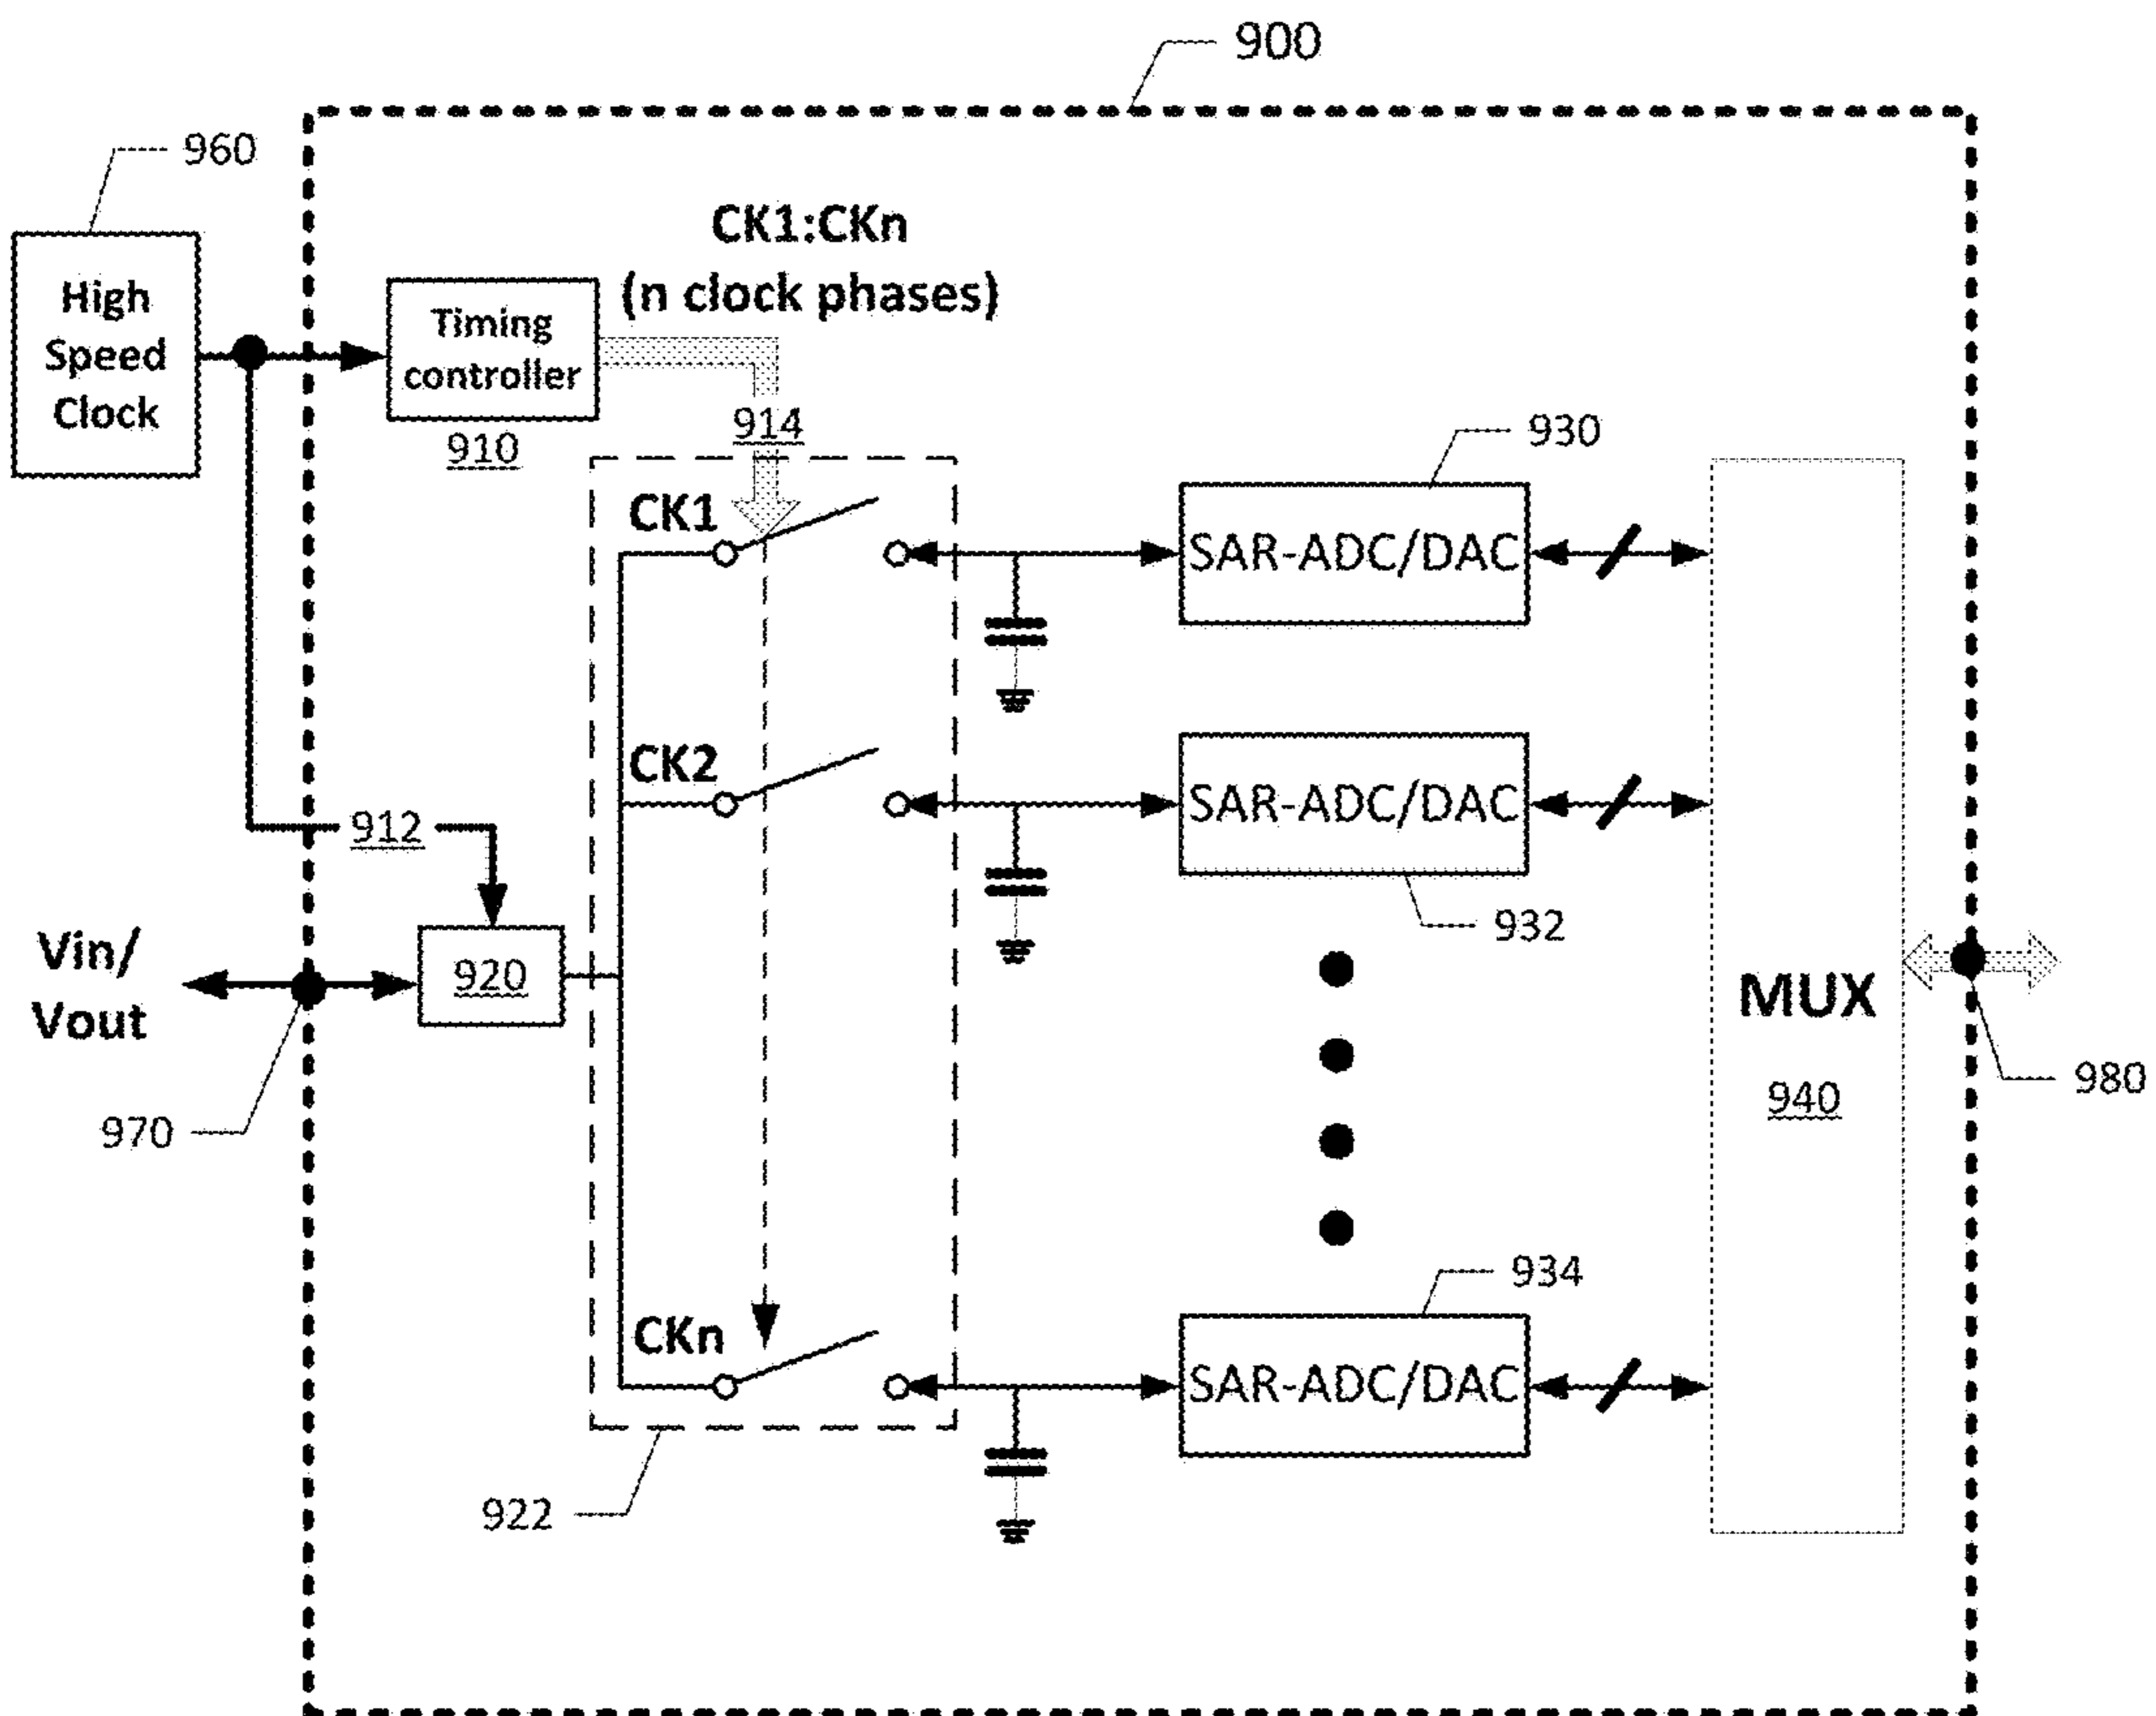 900
960
CK1:CKn
(n clock phases)
High
Speed
Clock
Timing
controller
910
914
930
CK1
SAR-ADC/DAC
CK2
SAR-ADC/DAC
912
932
Vin/
Vout
920
MUX
940
980
970
934
CKn
SAR-ADC/DAC
922